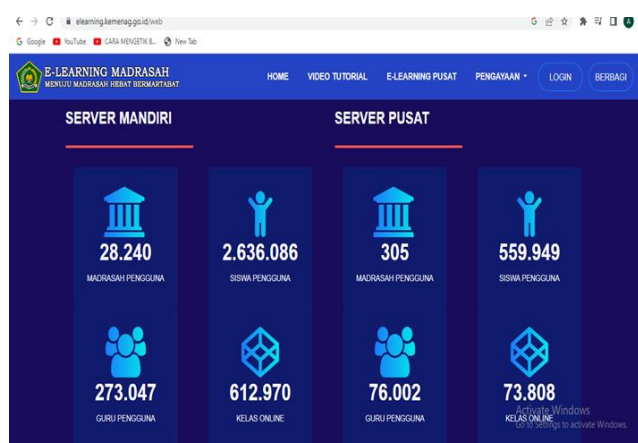 elearning.kemenag.go.id/web
Google YouTube CARA MENGETIK B... New Tab
E-LEARNING MADRASAH
MENUJU MADRASAH HEBAT BERMARTABAT
HOME VIDEO TUTORIAL E-LEARNING PUSAT PENGAYAAN LOGIN BERBAGI
SERVER MANDIRI SERVER PUSAT
28.240 2.636.086 305 559.949
MADRASAH PENGGUNA SISWA PENGGUNA MADRASAH PENGGUNA SISWA PENGGUNA
273.047 612.970 76.002 73.808
GURU PENGGUNA KELAS ONLINE GURU PENGGUNA KELAS ONLINE
Activate Windows
Go to Settings to activate Windows.